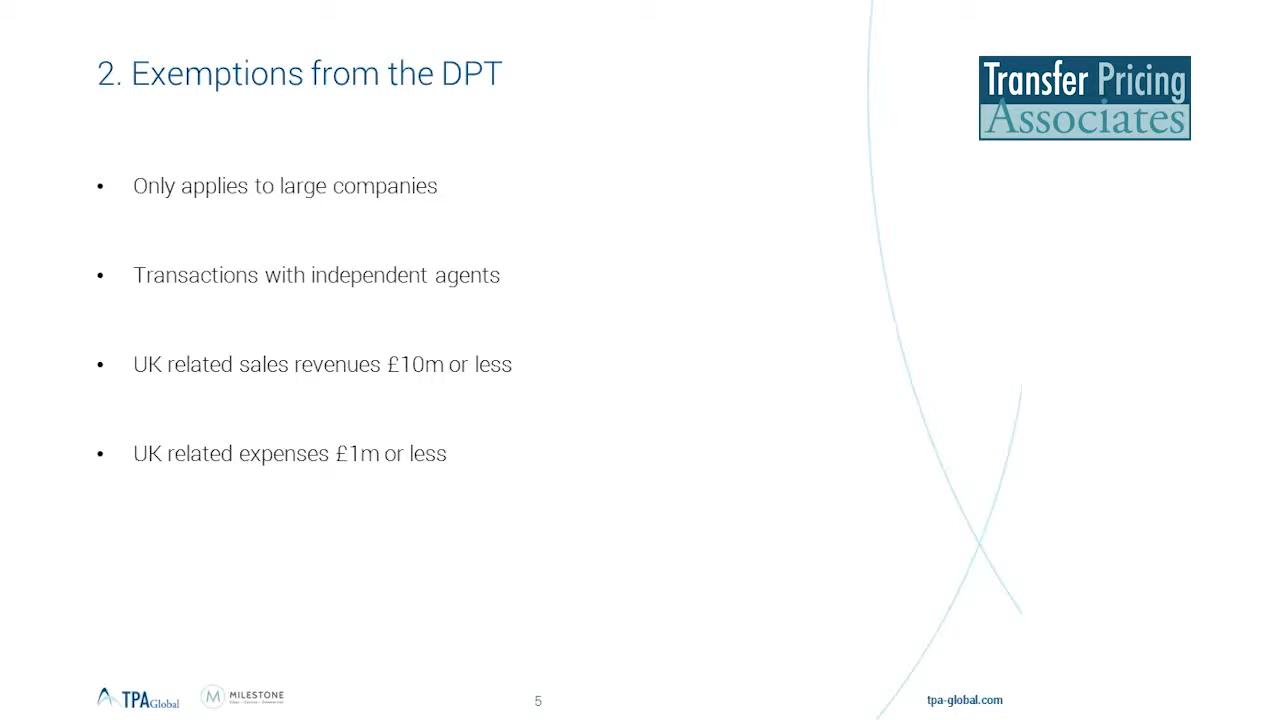 2. Exemptions from the DPT
Transfer Pricing
Associates
• Only applies to large companies
• Transactions with independent agents
• UK related sales revenues £10m or less
• UK related expenses £1m or less
TPA Global
M MILESTONE
5
tpa-global.com